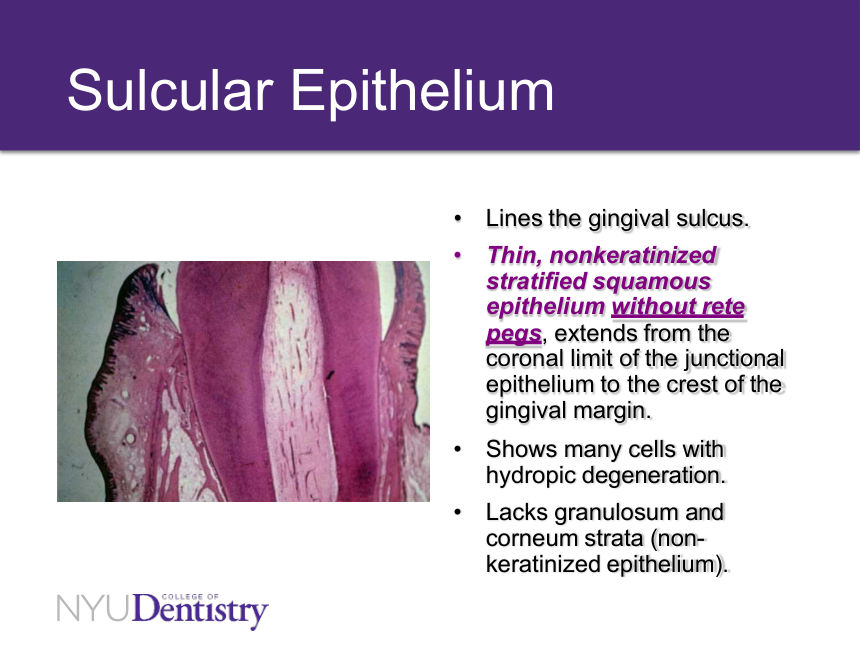 Sulcular Epithelium
• Lines the gingival sulcus.
• Thin, nonkeratinized
stratified squamous
epithelium without rete
pegs, extends from the
coronal limit of the junctional
epithelium to the crest of the
gingival margin.
• Shows many cells with
hydropic degeneration.
• Lacks granulosum and
corneum strata (non-
keratinized epithelium).
COLLEGE OF
NYU Dentistry